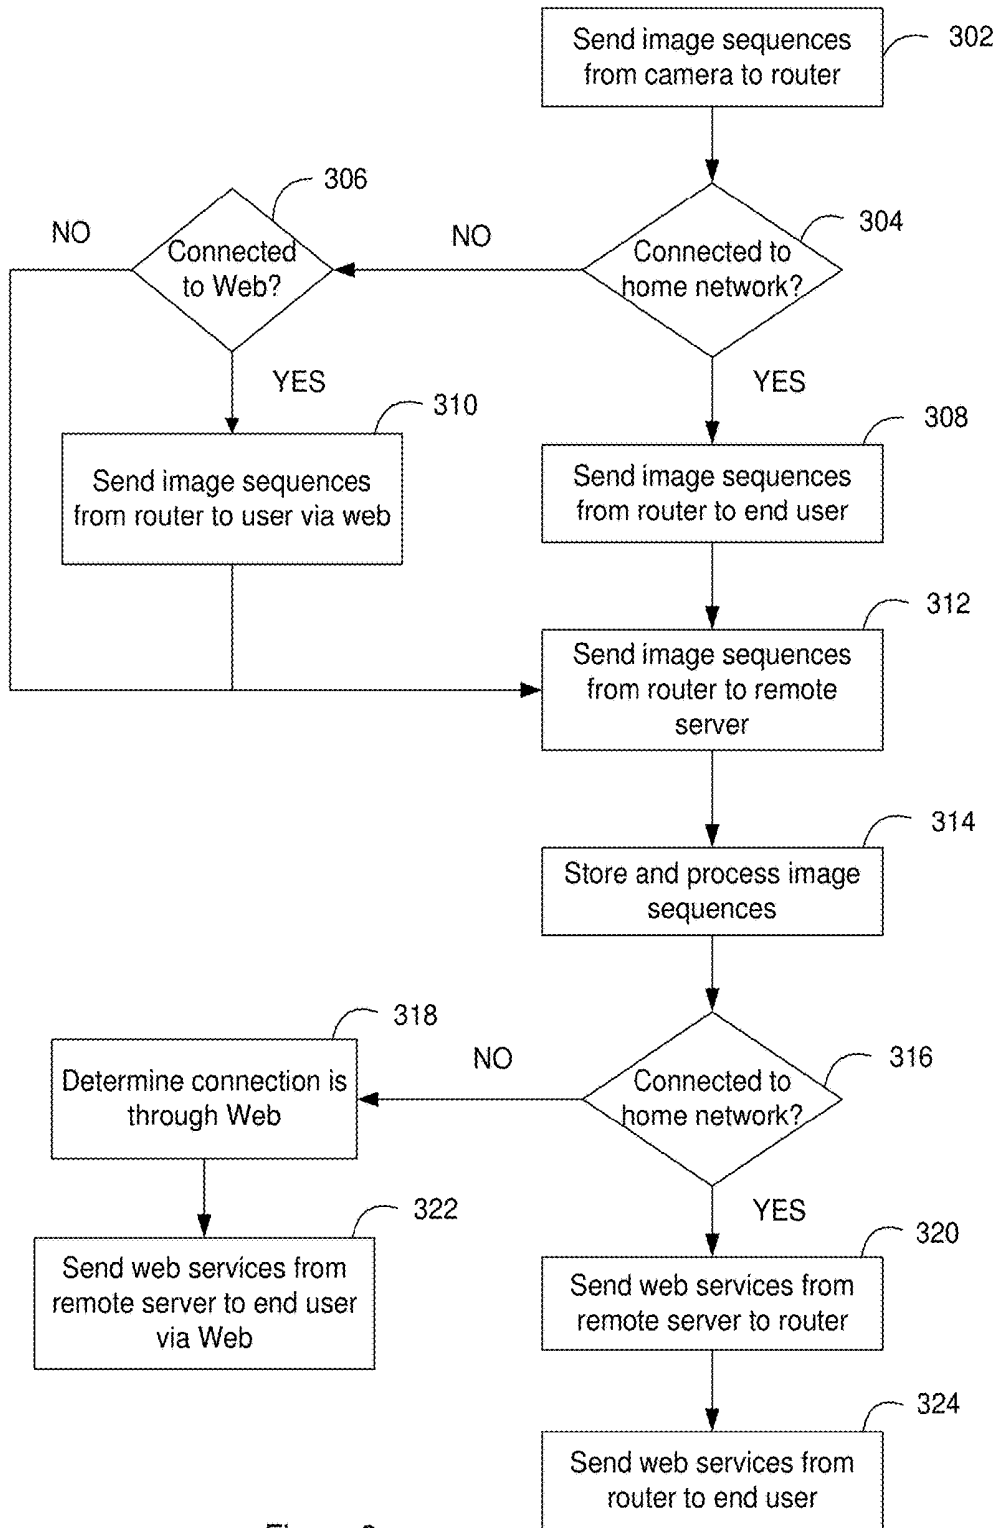 Send image sequences
from camera to router
302
306
304
NO
NO
Connected
to Web?
Connected to
home network?
YES
YES
310
308
Send image sequences
from router to user via web
Send image sequences
from router to end user
312
Send image sequences
from router to remote
server
314
Store and process image
sequences
318
NO
316
Determine connection is
through Web
Connected to
home network?
322
YES
320
Send web services from
remote server to end user
via Web
Send web services from
remote server to router
324
Send web services from
router to end user